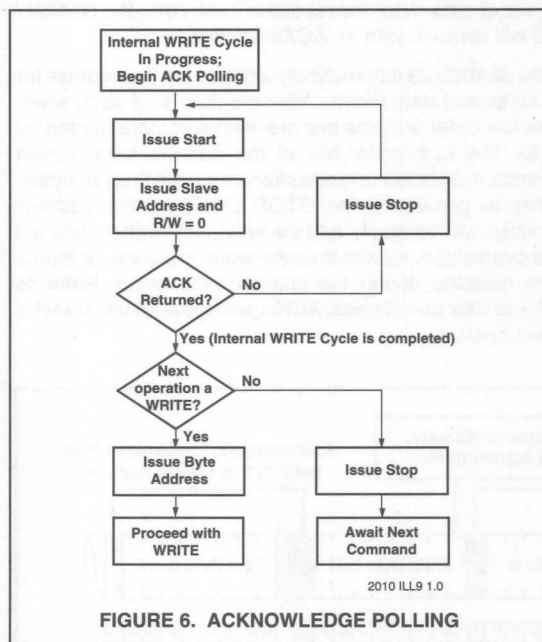 Internal WRITE Cycle
In Progress;
Begin ACK Polling
Issue Start
Issue Slave
Address and
R/W = 0
Issue Stop
ACK
Returned?
No
Yes (Internal WRITE Cycle is completed)
Next
operation a
WRITE?
No
Yes
Issue Byte
Address
Issue Stop
Proceed with
WRITE
Await Next
Command
2010 ILL9 1.0
FIGURE 6. ACKNOWLEDGE POLLING